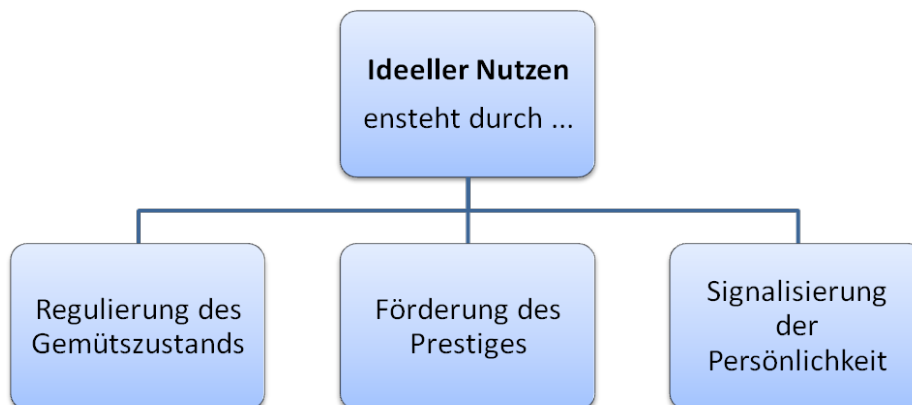 Ideeller Nutzen
ensteht durch ...
Regulierung des
Gemütszustands
Förderung des
Prestiges
Signalisierung
der
Persönlichkeit